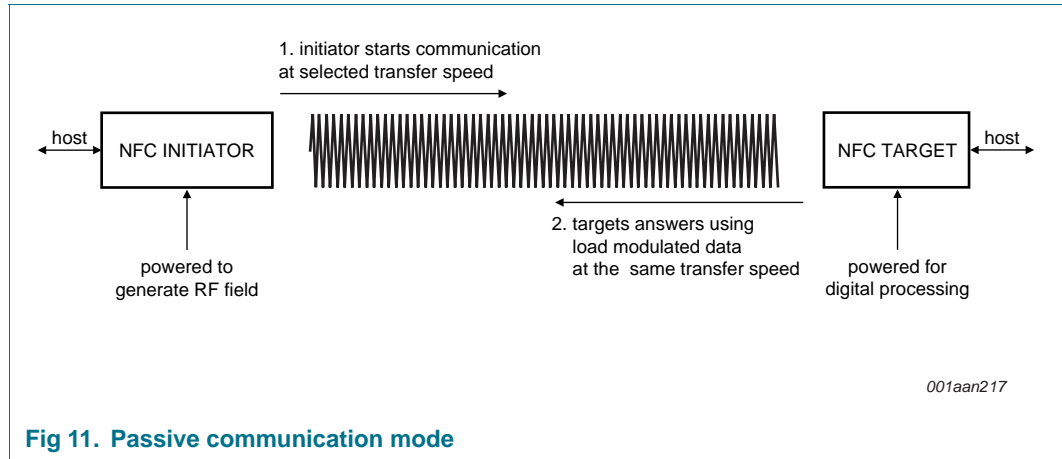 1. initiator starts communication
at selected transfer speed
host
NFC INITIATOR
NFC TARGET
host
2. targets answers using
load modulated data
at the same transfer speed
powered to
generate RF field
powered for
digital processing
001aan217
Fig 11. Passive communication mode